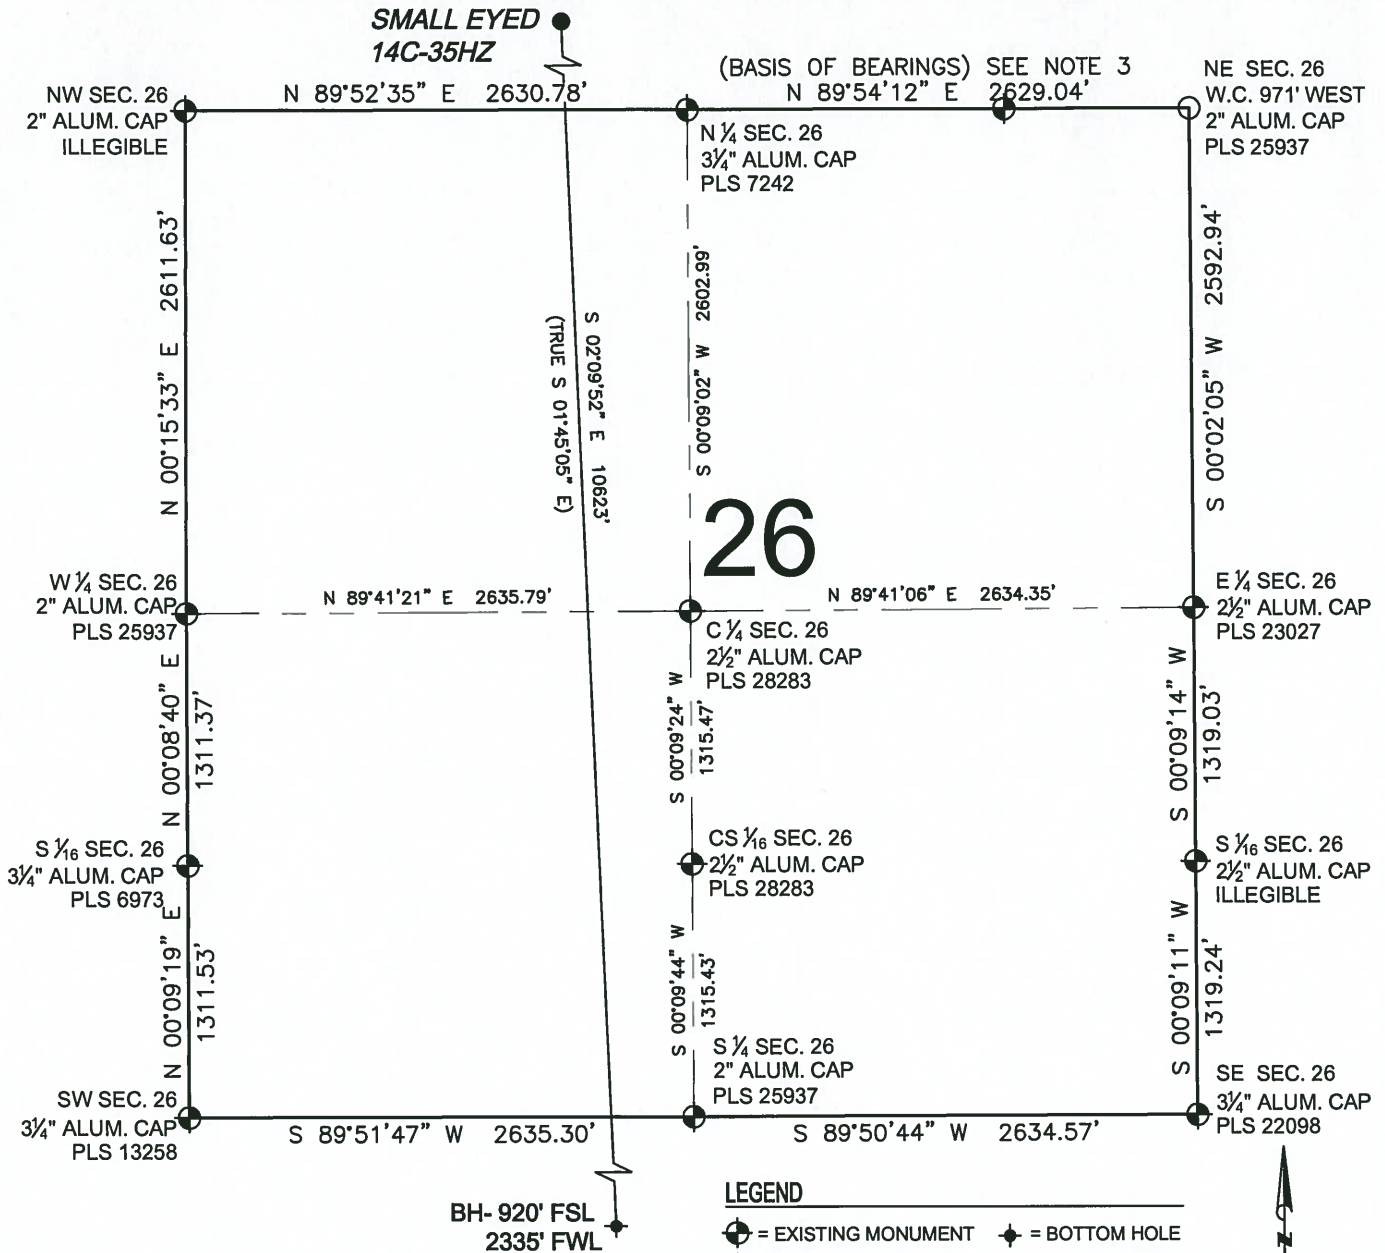 SMALL EYED
14C-35HZ
(BASIS OF BEARINGS) SEE NOTE 3
N 89°52'35" E 2630.78'
N 89°54'12" E 2629.04'
NW SEC. 26
2" ALUM. CAP
ILLEGIBLE
N ¼ SEC. 26
3¼" ALUM. CAP
PLS 7242
NE SEC. 26
W.C. 971' WEST
2" ALUM. CAP
PLS 25937
N 00°15'33" E 2611.63'
S 02°09'52" E 10623'
(TRUE S 01°45'05" E)
S 00°09'02" W 2602.99'
S 00°02'05" W 2592.94'
26
W ¼ SEC. 26
2" ALUM. CAP
PLS 25937
N 89°41'21" E 2635.79'
N 89°41'06" E 2634.35'
C ¼ SEC. 26
2½" ALUM. CAP
PLS 28283
E ¼ SEC. 26
2½" ALUM. CAP
PLS 23027
N 00°08'40" E
1311.37'
S 00°09'24" W
1315.47'
S 00°09'14" W
1319.03'
S 1⁄16 SEC. 26
3¼" ALUM. CAP
PLS 6973
CS 1⁄16 SEC. 26
2½" ALUM. CAP
PLS 28283
S 1⁄16 SEC. 26
2½" ALUM. CAP
ILLEGIBLE
N 00°09'19" E
1311.53'
S 00°09'44" W
1315.43'
S 00°09'11" W
1319.24'
SW SEC. 26
3¼" ALUM. CAP
PLS 13258
S ¼ SEC. 26
2" ALUM. CAP
PLS 25937
SE SEC. 26
3¼" ALUM. CAP
PLS 22098
S 89°51'47" W 2635.30'
S 89°50'44" W 2634.57'
BH- 920' FSL
2335' FWL
LEGEND
= EXISTING MONUMENT
= BOTTOM HOLE
N